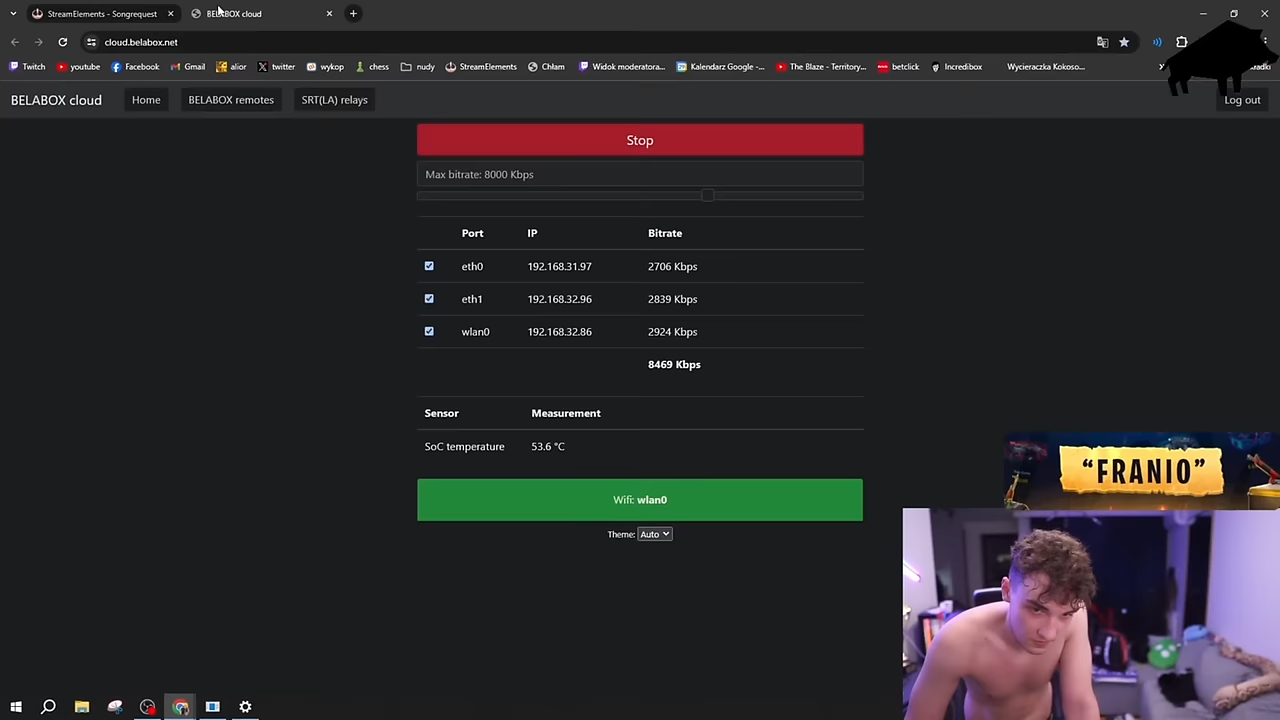 StreamElements - Songrequest
BELABOX cloud
cloud.belabox.net
Twitch
youtube
Facebook
Gmail
alior
twitter
wykop
chess
nudy
StreamElements
Chłam
Widok moderatora...
Kalendarz Google -...
The Blaze - Territory...
betclick
Incredibox
Wycieraczka Kokoso...
BELABOX cloud
Home
BELABOX remotes
SRT(LA) relays
Log out
Stop
Max bitrate: 8000 Kbps
Port IP Bitrate
eth0 192.168.31.97 2706 Kbps
eth1 192.168.32.96 2839 Kbps
wlan0 192.168.32.86 2924 Kbps
8469 Kbps
Sensor Measurement
SoC temperature 53.6 °C
Wifi: wlan0
Theme: Auto
“FRANIO”